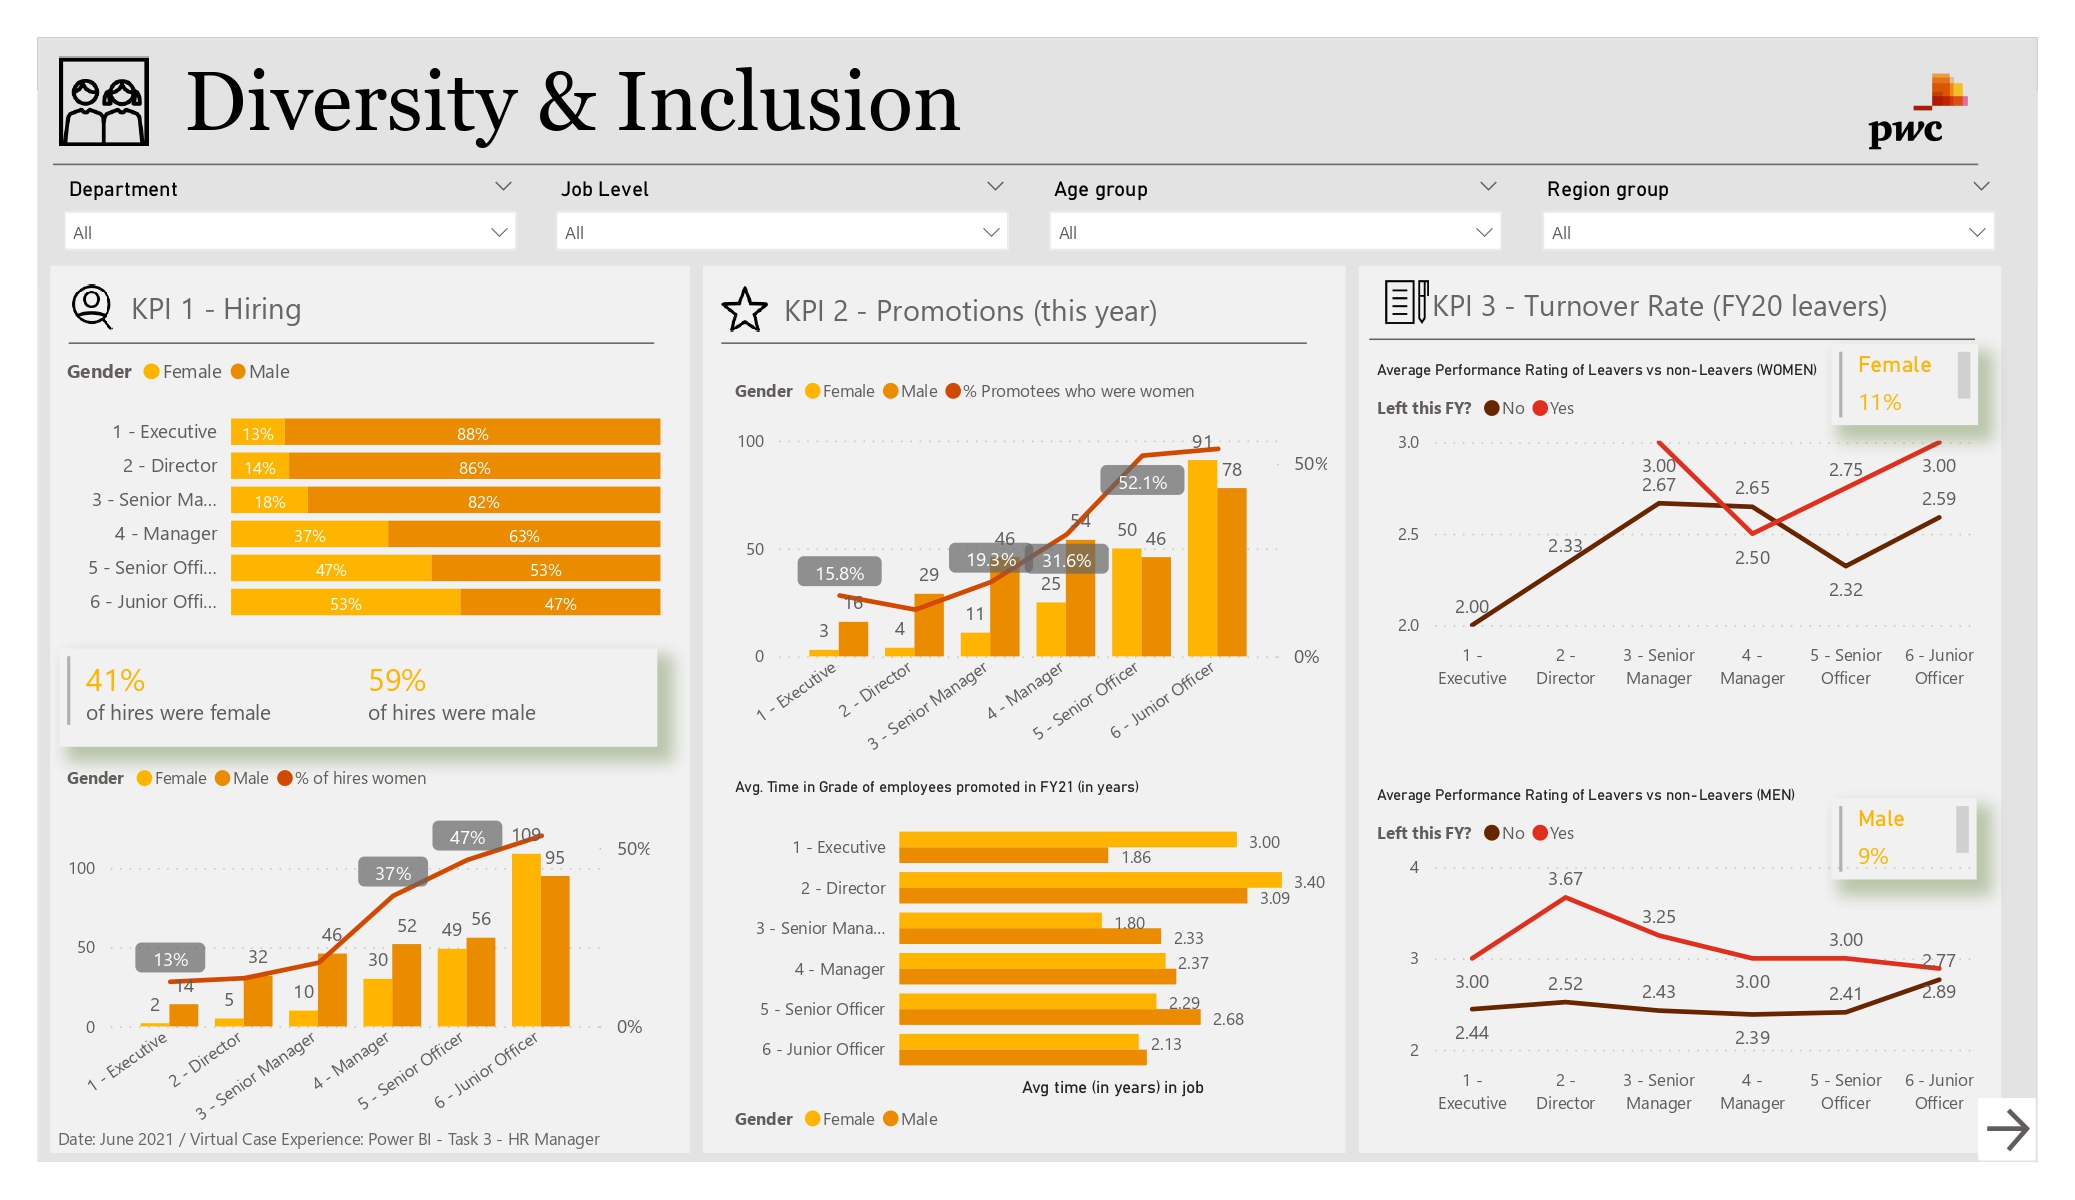 Diversity & Inclusion
pwc
Department
Job Level
Age group
Region group
All
All
All
All
KPI 1 - Hiring
Gender Female Male
1 - Executive 13% 88%
2 - Director 14% 86%
3 - Senior Ma... 18% 82%
4 - Manager 37% 63%
5 - Senior Offi... 47% 53%
6 - Junior Offi... 53% 47%
41%
of hires were female
59%
of hires were male
Gender Female Male % of hires women
100
50
0
50%
0%
13%
37%
47%
2 14
5 32
10 46
30 52
49 56
109 95
1 - Executive
2 - Director
3 - Senior Manager
4 - Manager
5 - Senior Officer
6 - Junior Officer
Date: June 2021 / Virtual Case Experience: Power BI - Task 3 - HR Manager
KPI 2 - Promotions (this year)
Gender Female Male % Promotees who were women
100
50
0
50%
0%
15.8%
19.3%
31.6%
52.1%
3 16
4 29
11 46
25 54
50 46
91 78
1 - Executive
2 - Director
3 - Senior Manager
4 - Manager
5 - Senior Officer
6 - Junior Officer
Avg. Time in Grade of employees promoted in FY21 (in years)
1 - Executive 3.00
1.86
2 - Director 3.40
3.09
3 - Senior Mana... 1.80
2.33
4 - Manager 2.37
5 - Senior Officer 2.29
2.68
6 - Junior Officer 2.13
Avg time (in years) in job
Gender Female Male
KPI 3 - Turnover Rate (FY20 leavers)
Average Performance Rating of Leavers vs non-Leavers (WOMEN)
Female
11%
Left this FY? No Yes
3.0
2.5
2.0
2.00
2.33
3.00
2.67
2.65
2.50
2.75
2.32
3.00
2.59
1 -
Executive
2 -
Director
3 - Senior
Manager
4 -
Manager
5 - Senior
Officer
6 - Junior
Officer
Average Performance Rating of Leavers vs non-Leavers (MEN)
Male
9%
Left this FY? No Yes
4
3
2
3.00
2.44
3.67
2.52
3.25
2.43
3.00
2.39
3.00
2.41
2.77
2.89
1 -
Executive
2 -
Director
3 - Senior
Manager
4 -
Manager
5 - Senior
Officer
6 - Junior
Officer